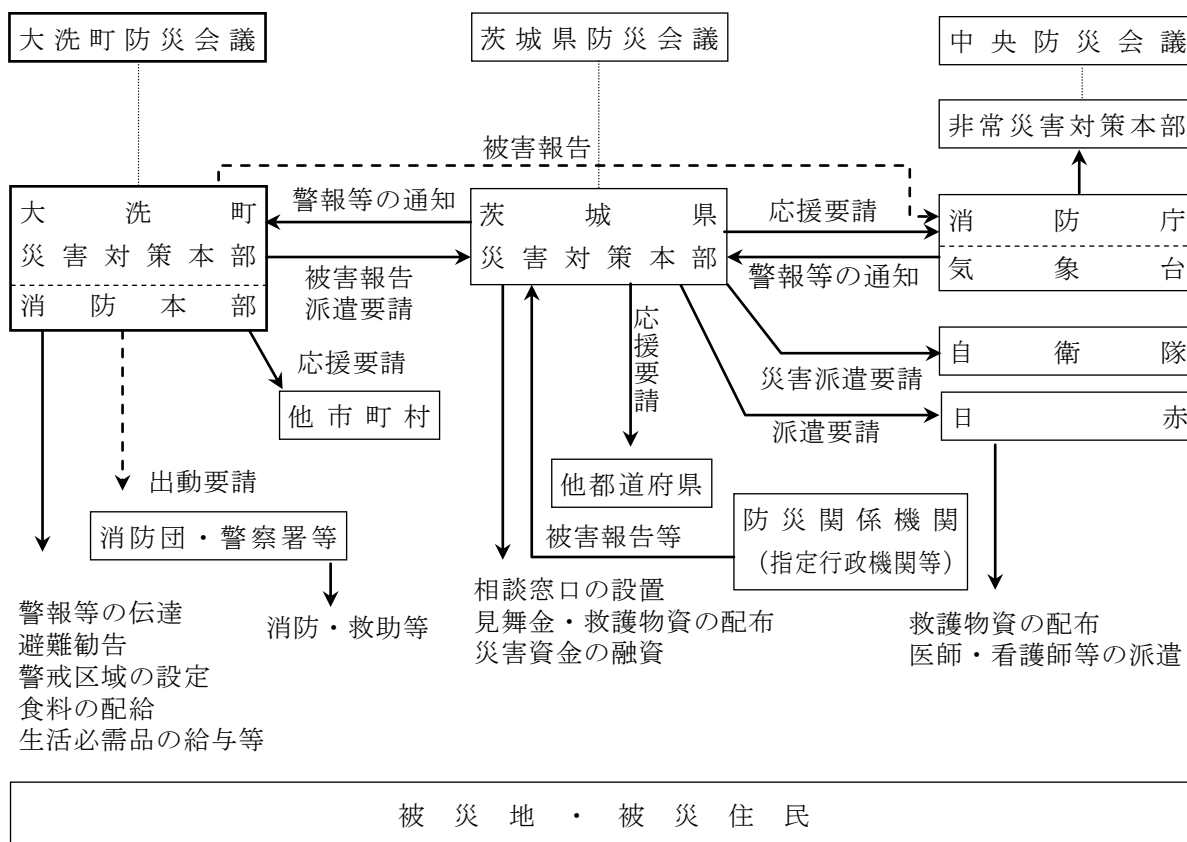 大洗町防災会議
茨城県防災会議
中央防災会議
非常災害対策本部
被害報告
大洗町
災害対策本部
消防本部
警報等の通知
被害報告
派遣要請
茨城県
災害対策本部
応援要請
警報等の通知
消防庁
気象台
応援要請
他市町村
応援要請
災害派遣要請
自衛隊
派遣要請
日赤
出動要請
消防団・警察署等
他都道府県
被害報告等
防災関係機関
（指定行政機関等）
警報等の伝達
避難勧告
警戒区域の設定
食料の配給
生活必需品の給与等
消防・救助等
相談窓口の設置
見舞金・救護物資の配布
災害資金の融資
救護物資の配布
医師・看護師等の派遣
被災地・被災住民